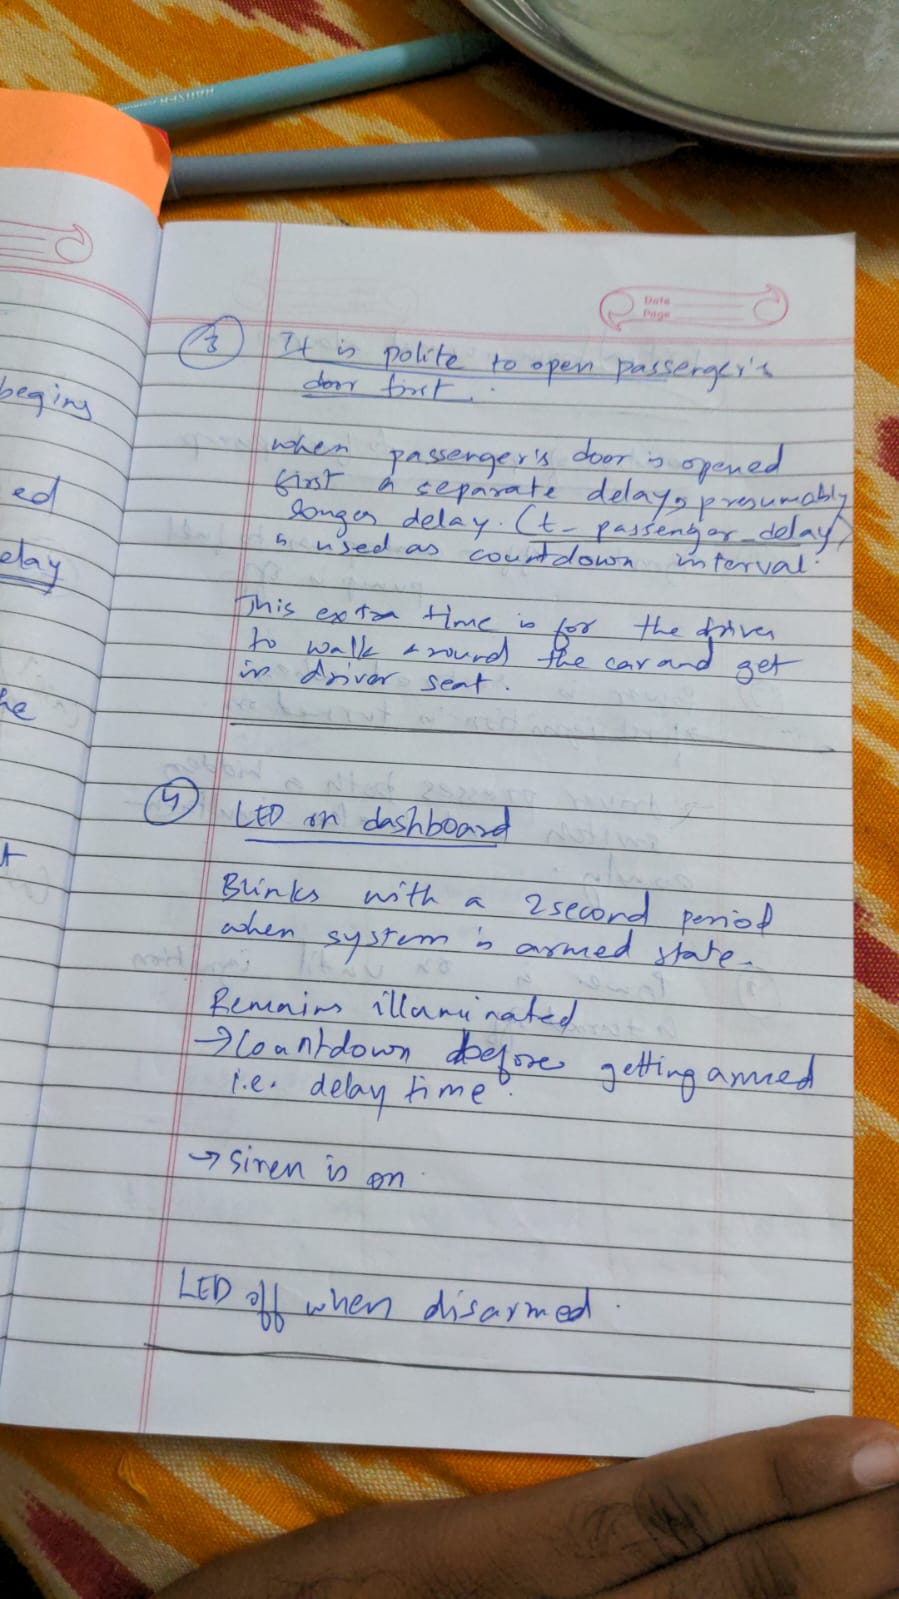 HAUSER
Date
Page
begins
ed
elay
he
t
3 It is polite to open passenger's
door first.
when passenger's door is opened
first a separate delay, presumably
longer delay. (t_passenger_delay)
is used as countdown interval.
This extra time is for the driver
to walk around the car and get
in driver seat.
4 LED on dashboard
Blinks with a 2 second period
when system is armed state.
Remains illuminated
→ Countdown before getting armed
i.e. delay time.
→ siren is on.
LED off when disarmed.